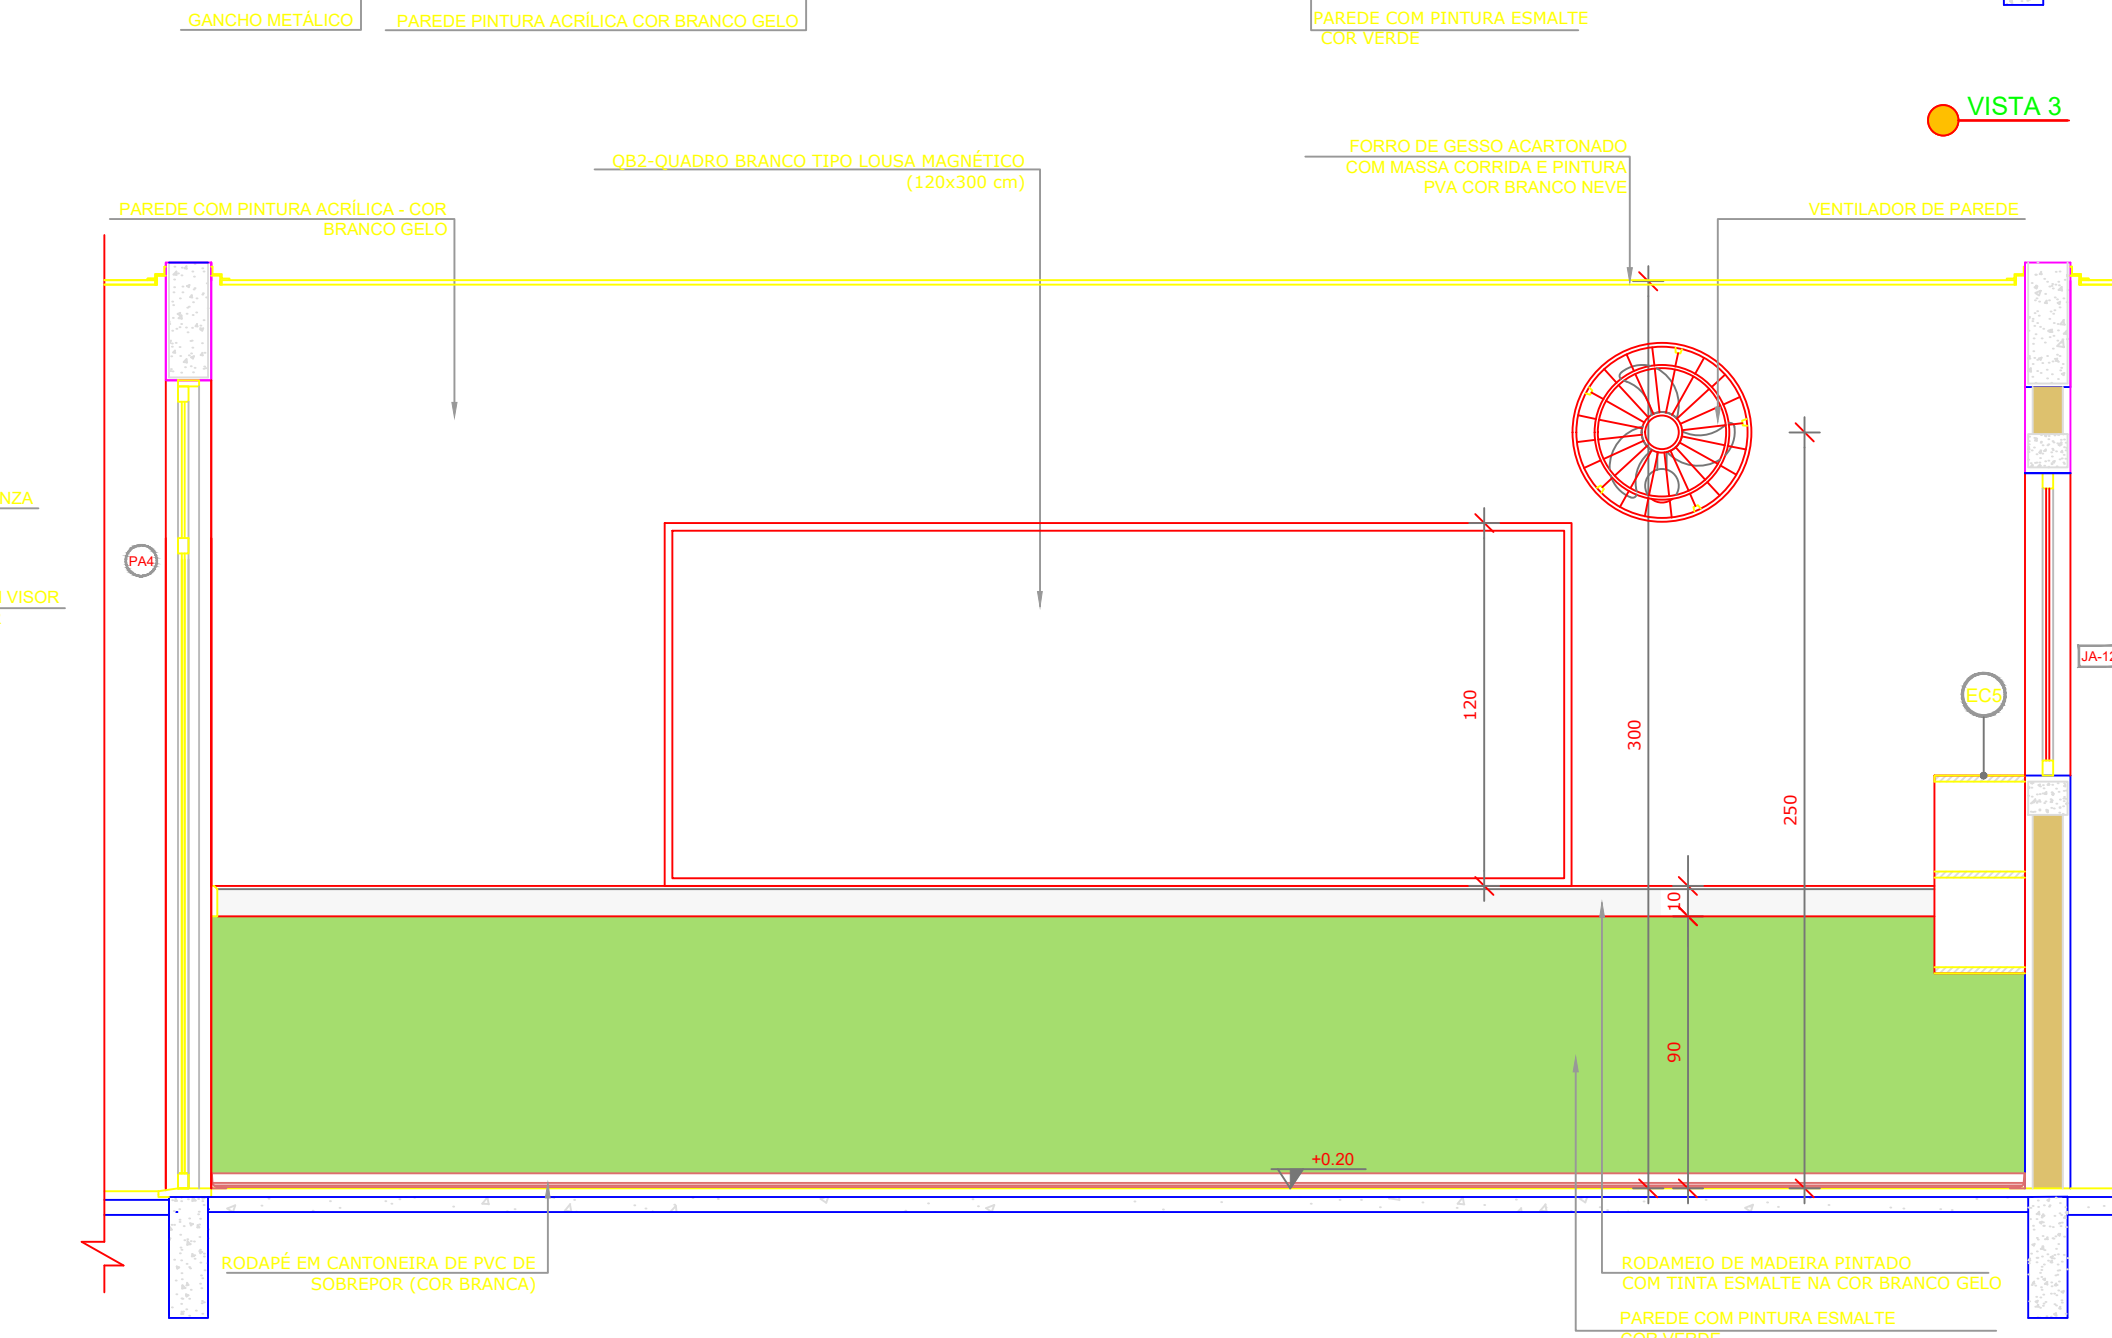 GANCHO METÁLICO
PAREDE PINTURA ACRÍLICA COR BRANCO GELO
PAREDE COM PINTURA ESMALTE
COR VERDE
VISTA 3
QB2-QUADRO BRANCO TIPO LOUSA MAGNÉTICO
(120x300 cm)
FORRO DE GESSO ACARTONADO
COM MASSA CORRIDA E PINTURA
PVA COR BRANCO NEVE
PAREDE COM PINTURA ACRÍLICA - COR
BRANCO GELO
VENTILADOR DE PAREDE
NZA
PA4
VISOR
JA-12
EC5
120
300
250
10
90
+0.20
RODAPÉ EM CANTONEIRA DE PVC DE
SOBREPOR (COR BRANCA)
RODAMEIO DE MADEIRA PINTADO
COM TINTA ESMALTE NA COR BRANCO GELO
PAREDE COM PINTURA ESMALTE
COR VERDE